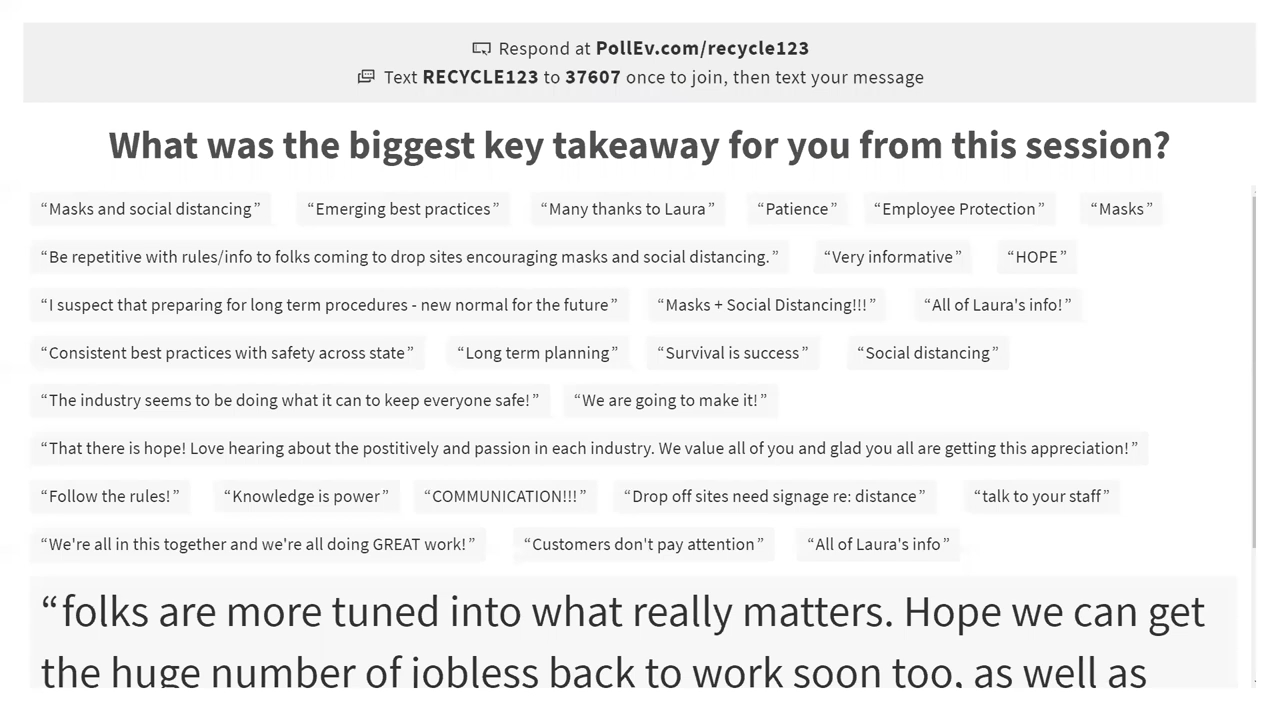 Respond at PollEv.com/recycle123
Text RECYCLE123 to 37607 once to join, then text your message
What was the biggest key takeaway for you from this session?
“Masks and social distancing” “Emerging best practices” “Many thanks to Laura” “Patience” “Employee Protection” “Masks”
“Be repetitive with rules/info to folks coming to drop sites encouraging masks and social distancing.” “Very informative” “HOPE”
“I suspect that preparing for long term procedures - new normal for the future” “Masks + Social Distancing!!!” “All of Laura's info!”
“Consistent best practices with safety across state” “Long term planning” “Survival is success” “Social distancing”
“The industry seems to be doing what it can to keep everyone safe!” “We are going to make it!”
“That there is hope! Love hearing about the postitively and passion in each industry. We value all of you and glad you all are getting this appreciation!”
“Follow the rules!” “Knowledge is power” “COMMUNICATION!!!” “Drop off sites need signage re: distance” “talk to your staff”
“We're all in this together and we're all doing GREAT work!” “Customers don't pay attention” “All of Laura's info”
“folks are more tuned into what really matters. Hope we can get
the huge number of jobless back to work soon too, as well as